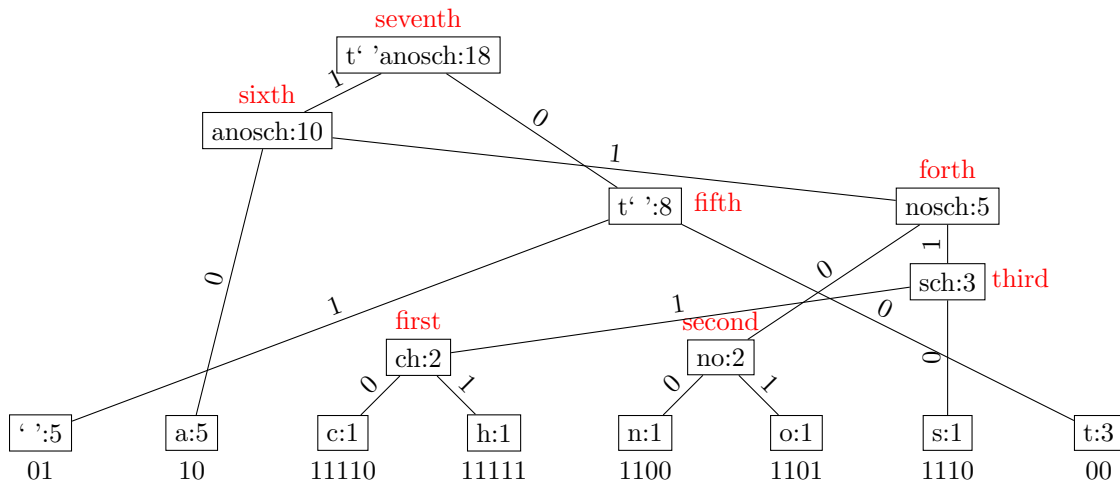 seventh
t‘ ’anosch:18
1
sixth
0
anosch:10
1
forth
t‘ ’:8
fifth
nosch:5
1
0
0
sch:3
third
1
1
0
first
second
ch:2
no:2
0
0
1
0
1
‘ ’:5
a:5
c:1
h:1
n:1
o:1
s:1
t:3
01
10
11110
11111
1100
1101
1110
00